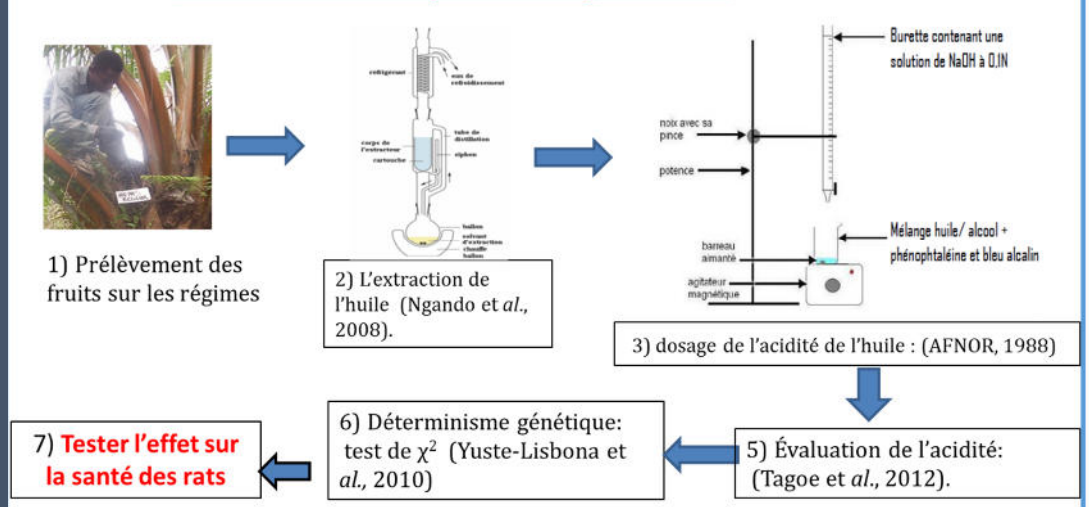 1) Prélèvement des
fruits sur les régimes
réfrigérant
eau de
refroidissement
tube de
distillation
corps de
l'extracteur
siphon
cartouche
ballon
solvant
d'extraction
chauffe
ballon
2) L'extraction de
l'huile (Ngando et al.,
2008).
Burette contenant une
solution de NaOH à 0,1N
noix avec sa
pince
potence
Mélange huile/ alcool +
phénophtaléine et bleu alcalin
barreau
aimanté
agitateur
magnétique
3) dosage de l'acidité de l'huile : (AFNOR, 1988)
5) Évaluation de l'acidité:
(Tagoe et al., 2012).
6) Déterminisme génétique:
test de χ² (Yuste-Lisbona et
al., 2010)
7) Tester l'effet sur
la santé des rats